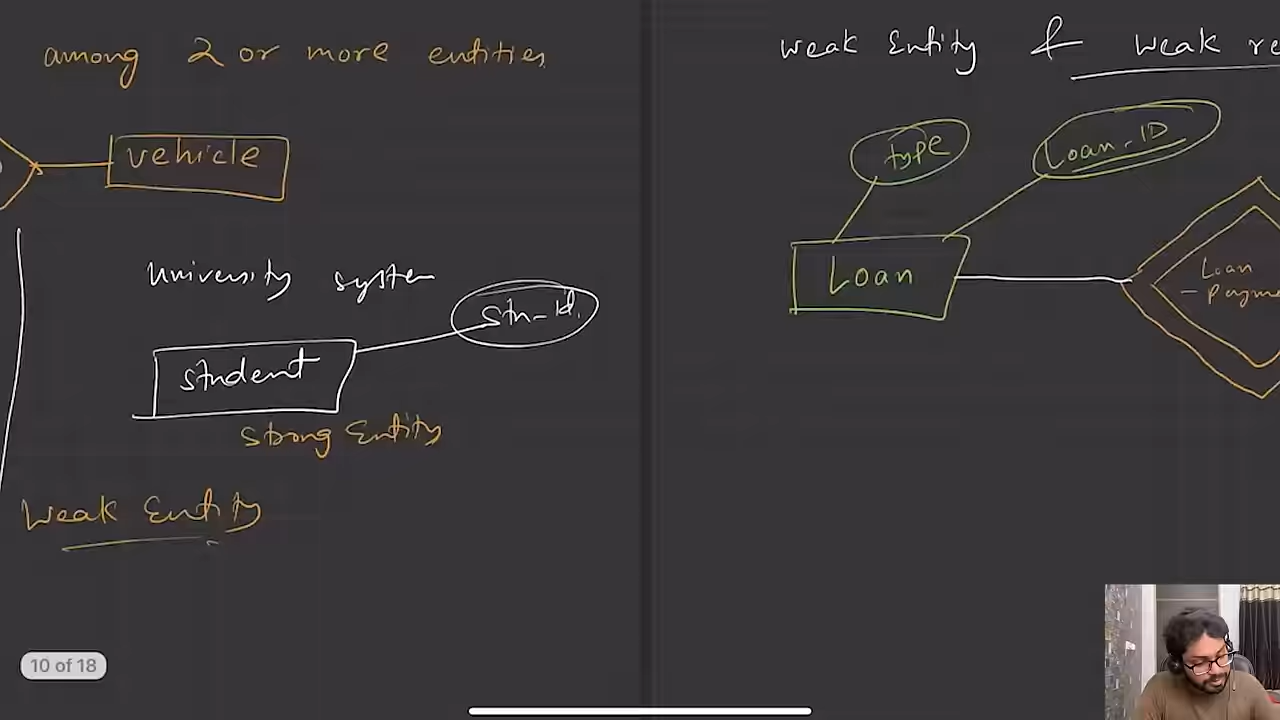 among 2 or more entities
vehicle
university system
stu-id.
student
Strong Entity
Weak Entity
10 of 18
weak Entity & weak re
type
Loan-ID
Loan
Loan
- Payme